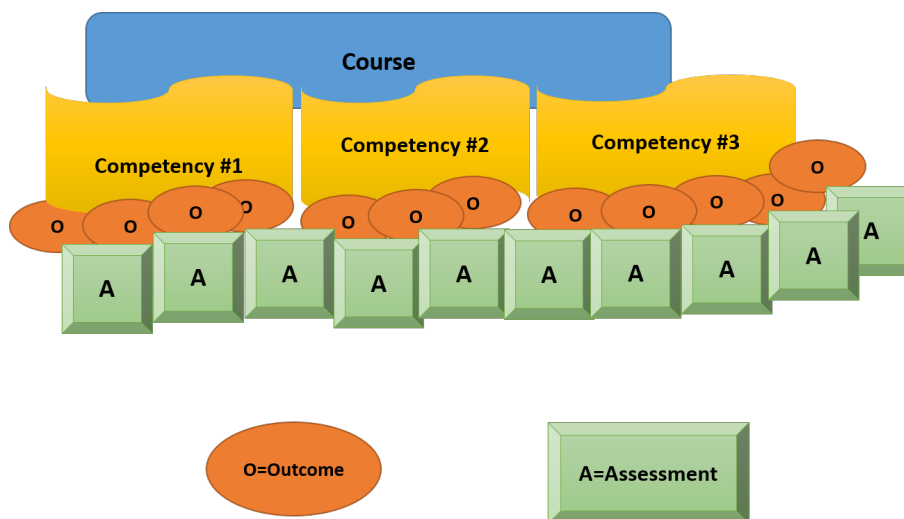 Course
Competency #1
Competency #2
Competency #3
O O O O O O O O O O O O
A A A A A A A A A A
O=Outcome
A=Assessment